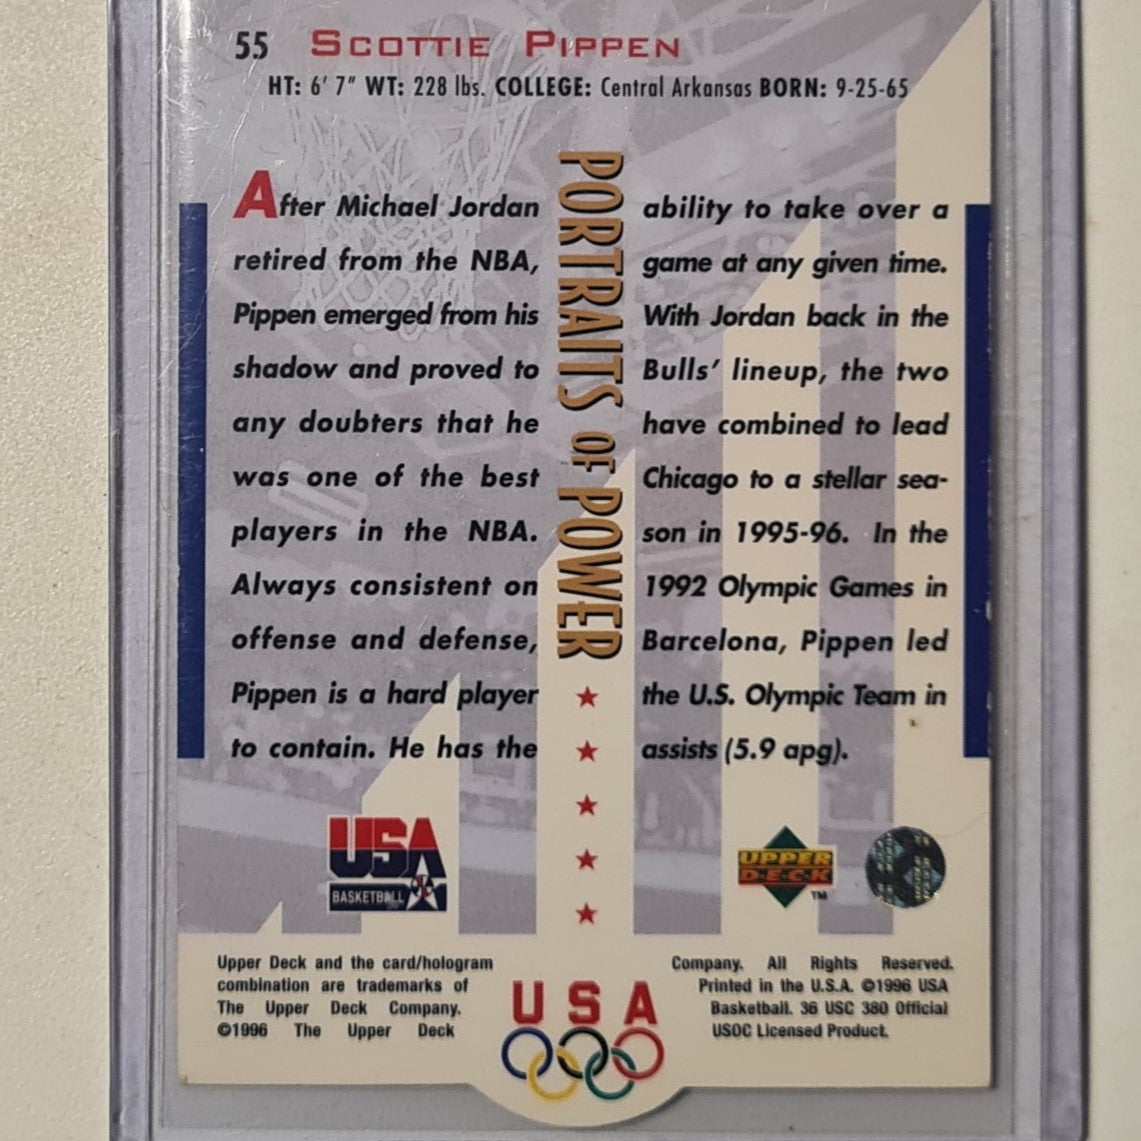 55 SCOTTIE PIPPEN
HT: 6' 7" WT: 228 lbs. COLLEGE: Central Arkansas BORN: 9-25-65
After Michael Jordan
retired from the NBA,
Pippen emerged from his
shadow and proved to
any doubters that he
was one of the best
players in the NBA.
Always consistent on
offense and defense,
Pippen is a hard player
to contain. He has the
PORTRAITS OF POWER
ability to take over a
game at any given time.
With Jordan back in the
Bulls' lineup, the two
have combined to lead
Chicago to a stellar sea-
son in 1995-96. In the
1992 Olympic Games in
Barcelona, Pippen led
the U.S. Olympic Team in
assists (5.9 apg).
USA
BASKETBALL
UPPER
DECK
TM
Upper Deck and the card/hologram
combination are trademarks of
The Upper Deck Company.
©1996 The Upper Deck
USA
Company. All Rights Reserved.
Printed in the U.S.A. ©1996 USA
Basketball. 36 USC 380 Official
USOC Licensed Product.